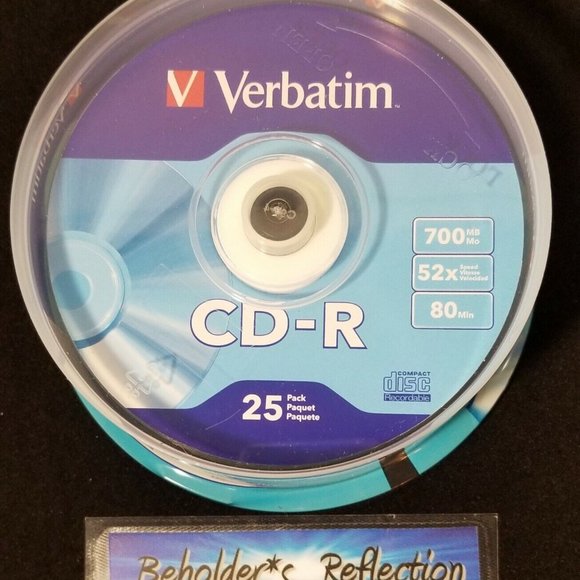 Verbatim
700 MB
Mo
52x Speed
Vitesse
Velocidad
80 Min
CD-R
25 Pack
Paquet
Paquete
COMPACT
disc
Recordable
Beholder*s Reflection